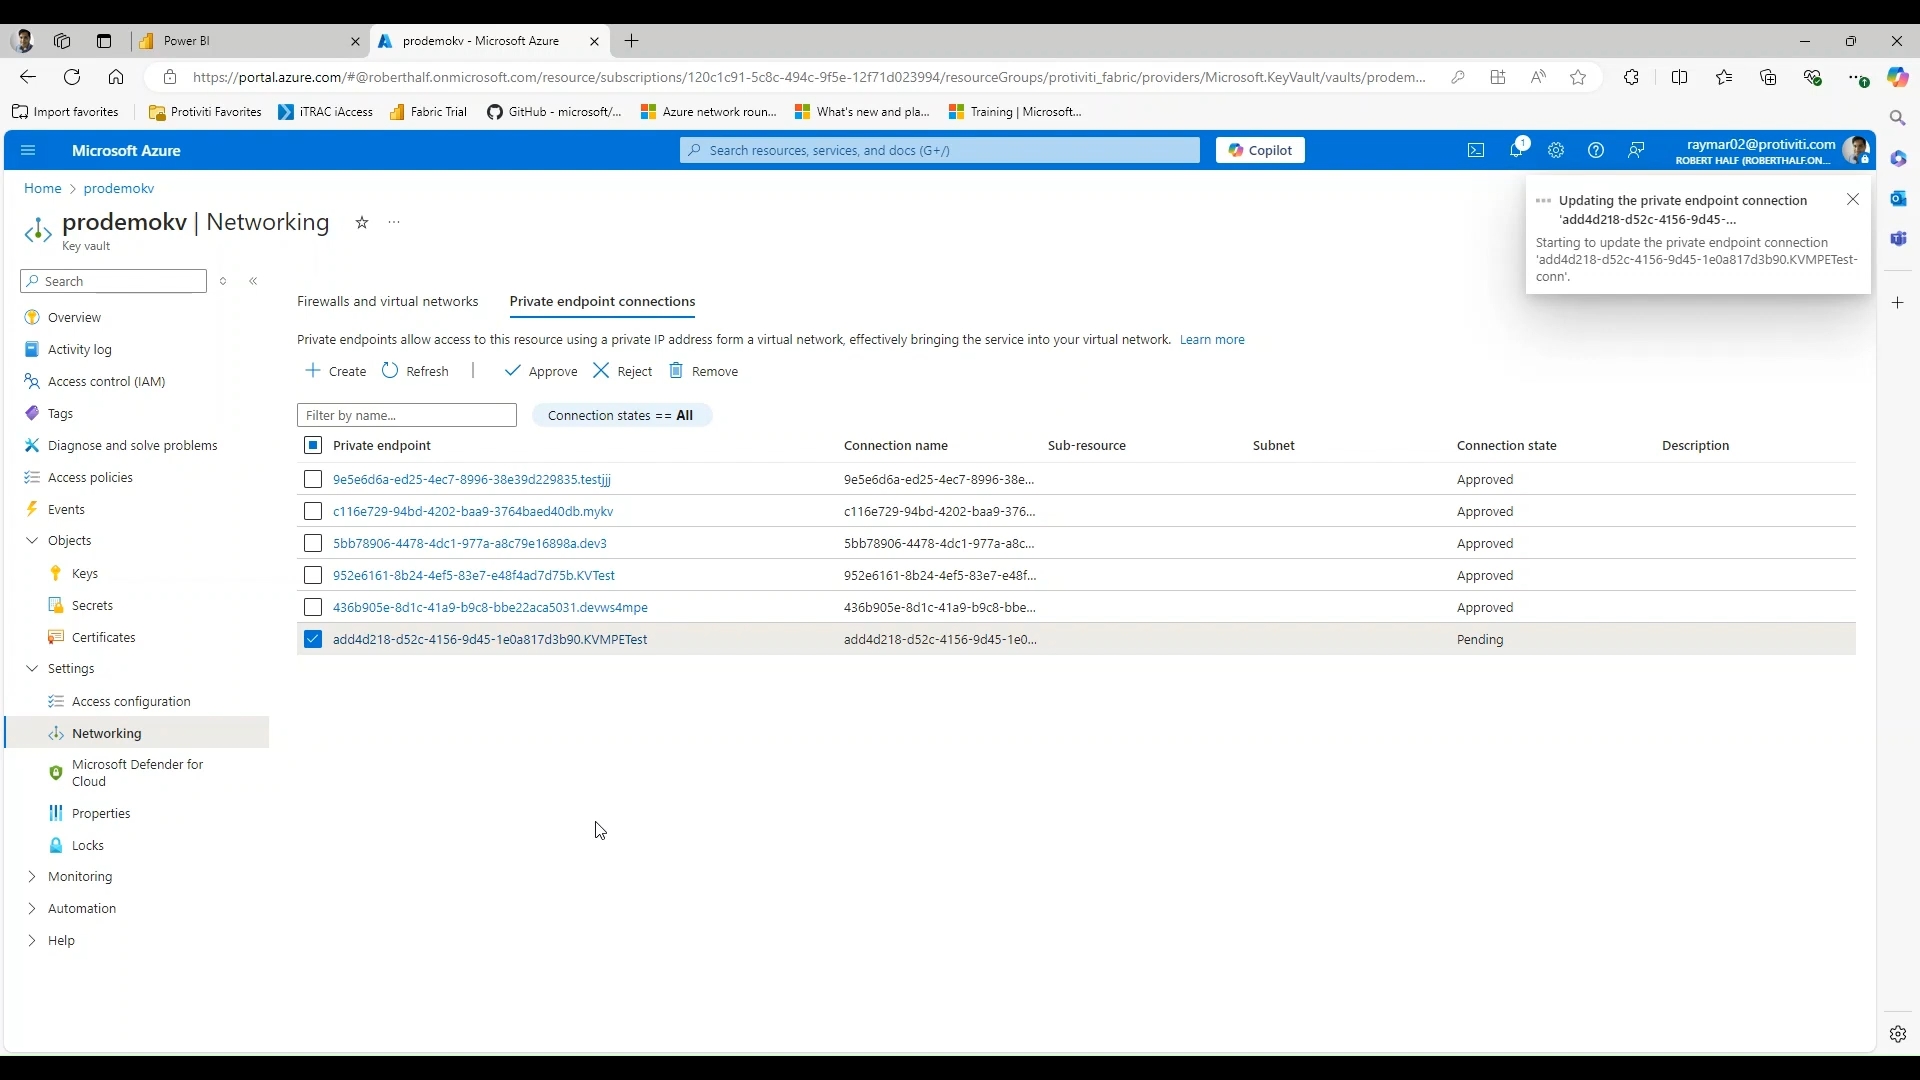 Power BI
prodemokv - Microsoft Azure
https://portal.azure.com/#@roberthalf.onmicrosoft.com/resource/subscriptions/120c1c91-5c8c-494c-9f5e-12f71d023994/resourceGroups/protiviti_fabric/providers/Microsoft.KeyVault/vaults/prodem...
Import favorites
Protiviti Favorites
iTRAC iAccess
Fabric Trial
GitHub - microsoft/...
Azure network roun...
What's new and pla...
Training | Microsoft...
Microsoft Azure
Search resources, services, and docs (G+/)
Copilot
1
raymar02@protiviti.com
ROBERT HALF (ROBERTHALF.ON...
Home > prodemokv
prodemokv | Networking
Key vault
Updating the private endpoint connection
'add4d218-d52c-4156-9d45-...
Starting to update the private endpoint connection
'add4d218-d52c-4156-9d45-1e0a817d3b90.KVMPETest-
conn'.
Search
Overview
Activity log
Access control (IAM)
Tags
Diagnose and solve problems
Access policies
Events
Objects
Keys
Secrets
Certificates
Settings
Access configuration
Networking
Microsoft Defender for
Cloud
Properties
Locks
Monitoring
Automation
Help
Firewalls and virtual networks
Private endpoint connections
Private endpoints allow access to this resource using a private IP address form a virtual network, effectively bringing the service into your virtual network. Learn more
Create
Refresh
Approve
Reject
Remove
Filter by name...
Connection states == All
Private endpoint Connection name Sub-resource Subnet Connection state Description
9e5e6d6a-ed25-4ec7-8996-38e39d229835.testjjj 9e5e6d6a-ed25-4ec7-8996-38e... Approved
c116e729-94bd-4202-baa9-3764baed40db.mykv c116e729-94bd-4202-baa9-376... Approved
5bb78906-4478-4dc1-977a-a8c79e16898a.dev3 5bb78906-4478-4dc1-977a-a8c... Approved
952e6161-8b24-4ef5-83e7-e48f4ad7d75b.KVTest 952e6161-8b24-4ef5-83e7-e48f... Approved
436b905e-8d1c-41a9-b9c8-bbe22aca5031.devws4mpe 436b905e-8d1c-41a9-b9c8-bbe... Approved
add4d218-d52c-4156-9d45-1e0a817d3b90.KVMPETest add4d218-d52c-4156-9d45-1e0... Pending